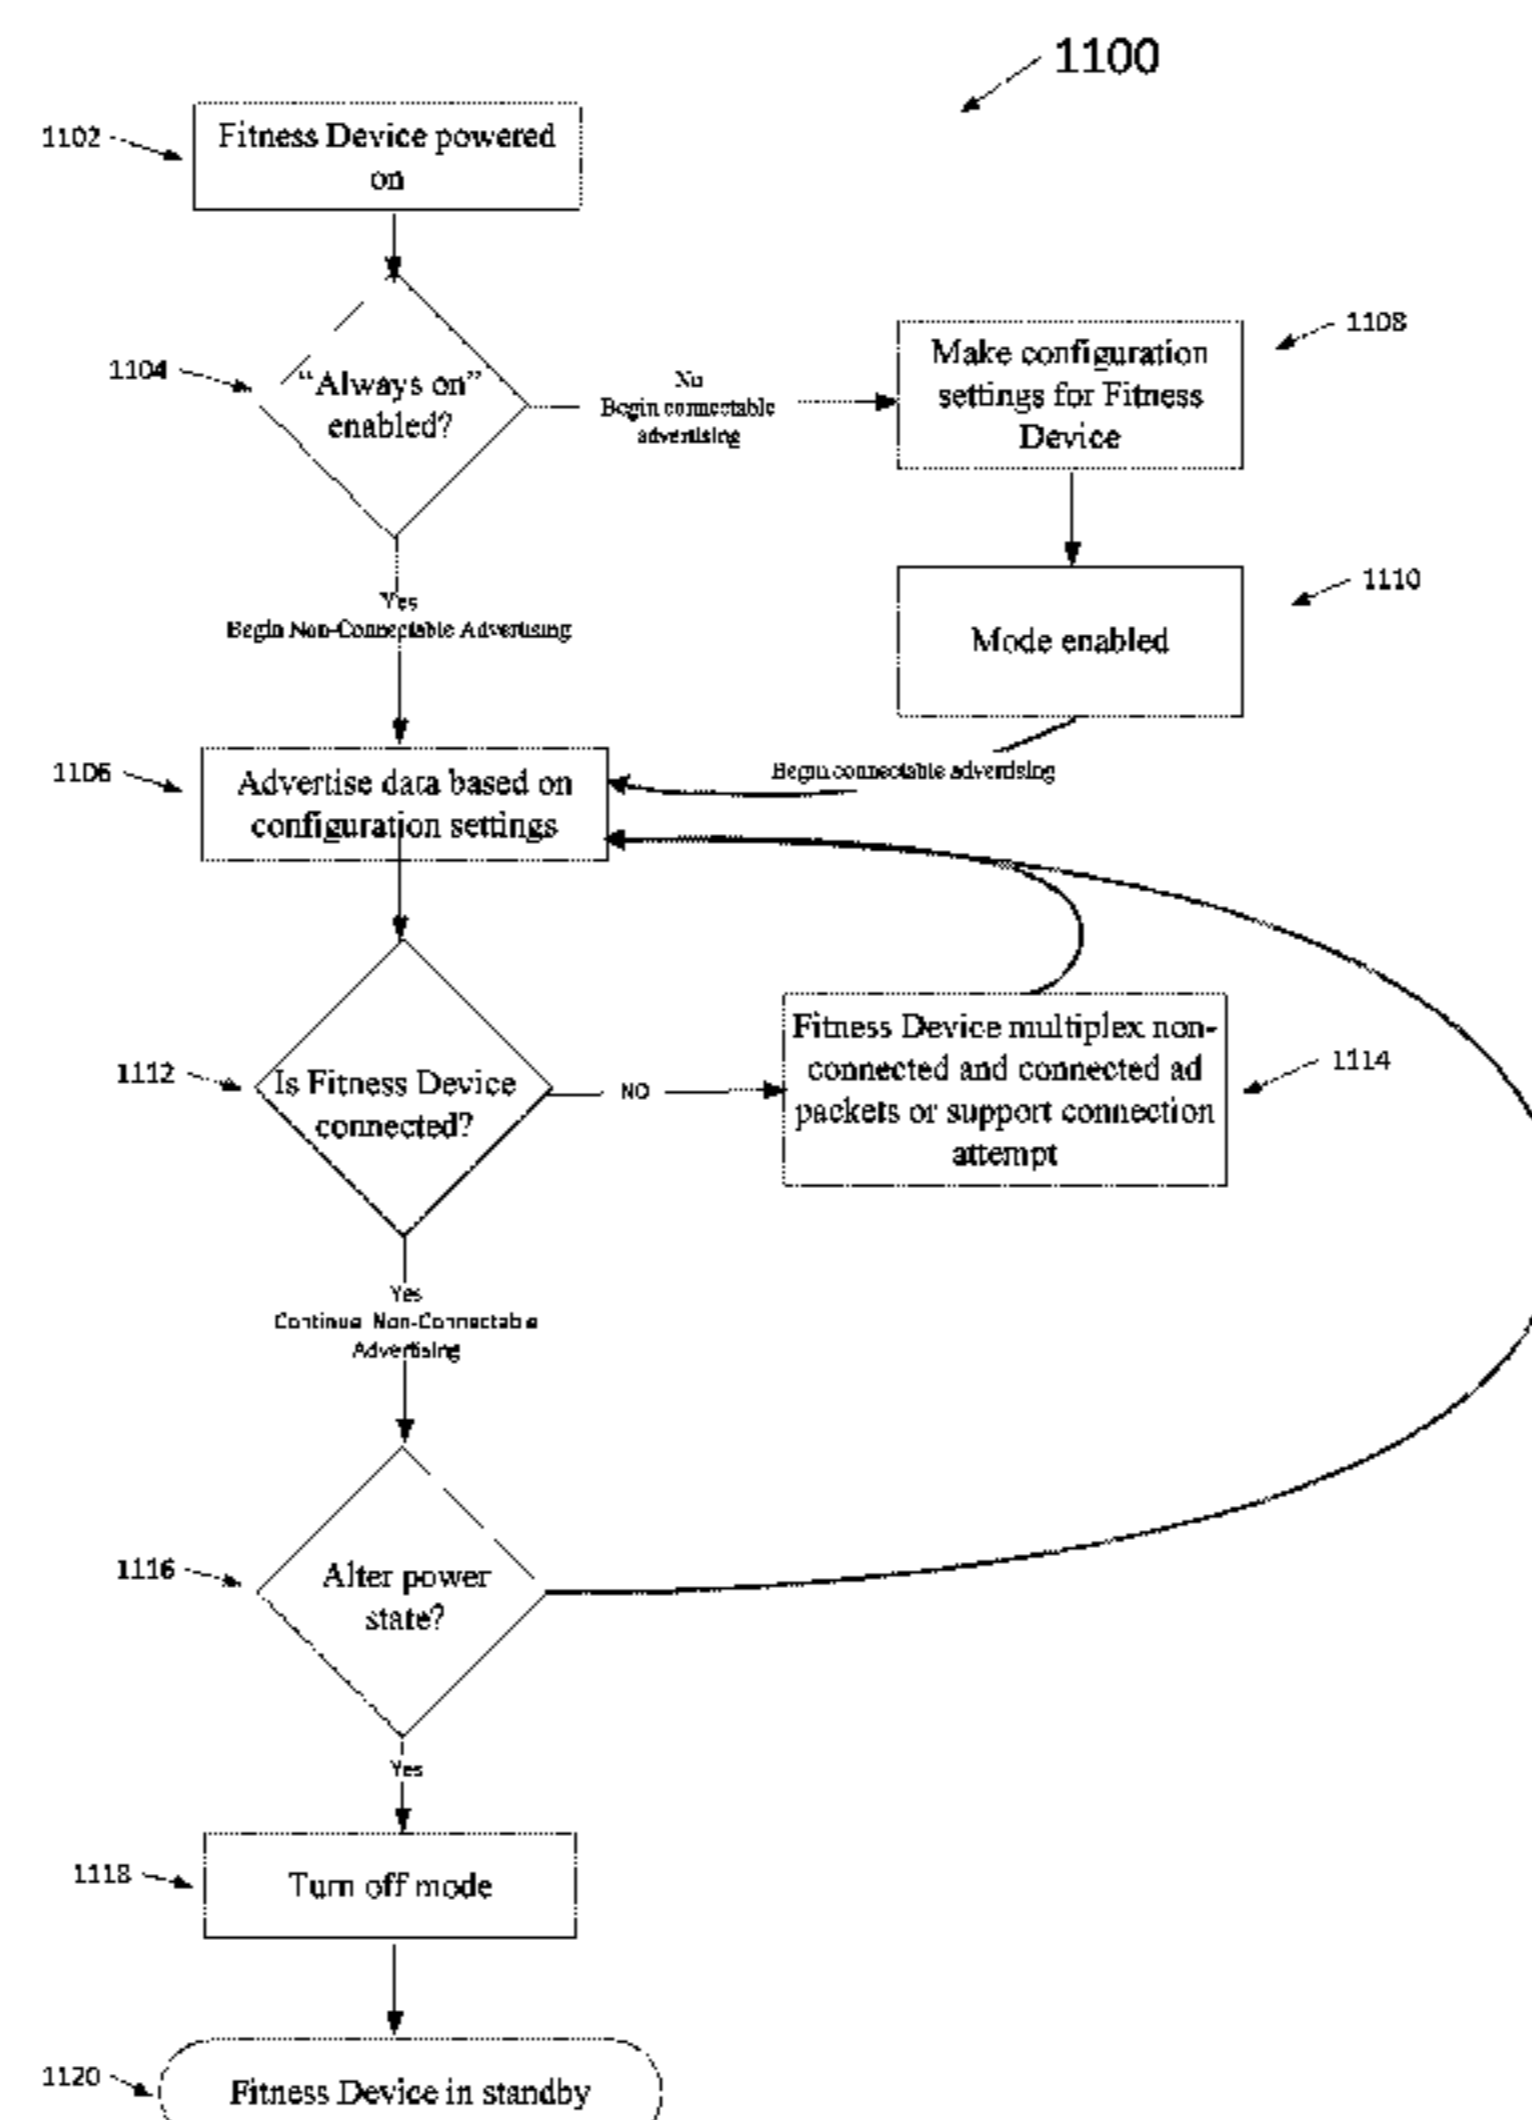 1100
1102
Fitness Device powered
on
1104
“Always on”
enabled?
No
Begin connectable
advertising
1108
Make configuration
settings for Fitness
Device
1110
Mode enabled
Yes
Begin Non-Connectable Advertising
Begin connectable advertising
1106
Advertise data based on
configuration settings
1112
Is Fitness Device
connected?
NO
Fitness Device multiplex non-
connected and connected ad
packets or support connection
attempt
1114
Yes
Continue Non-Connectable
Advertising
1116
Alter power
state?
Yes
1118
Turn off mode
1120
Fitness Device in standby